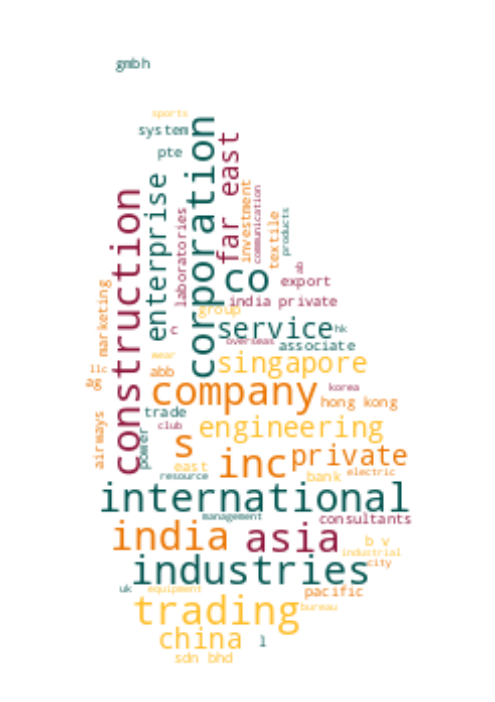 gmbh
sports
system
pte
corporation
far east
construction
enterprise
laboratories
investment
communication
textile
products
co
export
india private
group
marketing
c
service
hk
overseas
associate
wear
singapore
llc
abb
ag
company
korea
hong kong
trade
airways
power
club
s
engineering
east
inc
private
resource
bank
electric
international
management
consultants
india
asia
b v
industrial
industries
city
uk
equipment
pacific
trading
bureau
china
l
sdn bhd